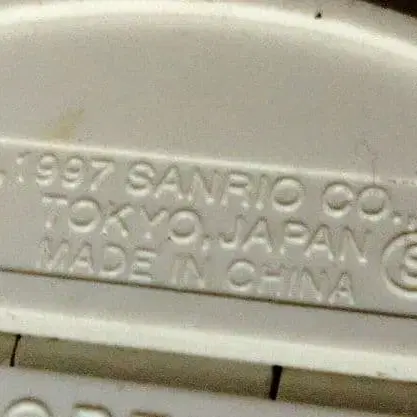 , 1997 SANRIO CO.,
TOKYO, JAPAN Ⓢ
MADE IN CHINA